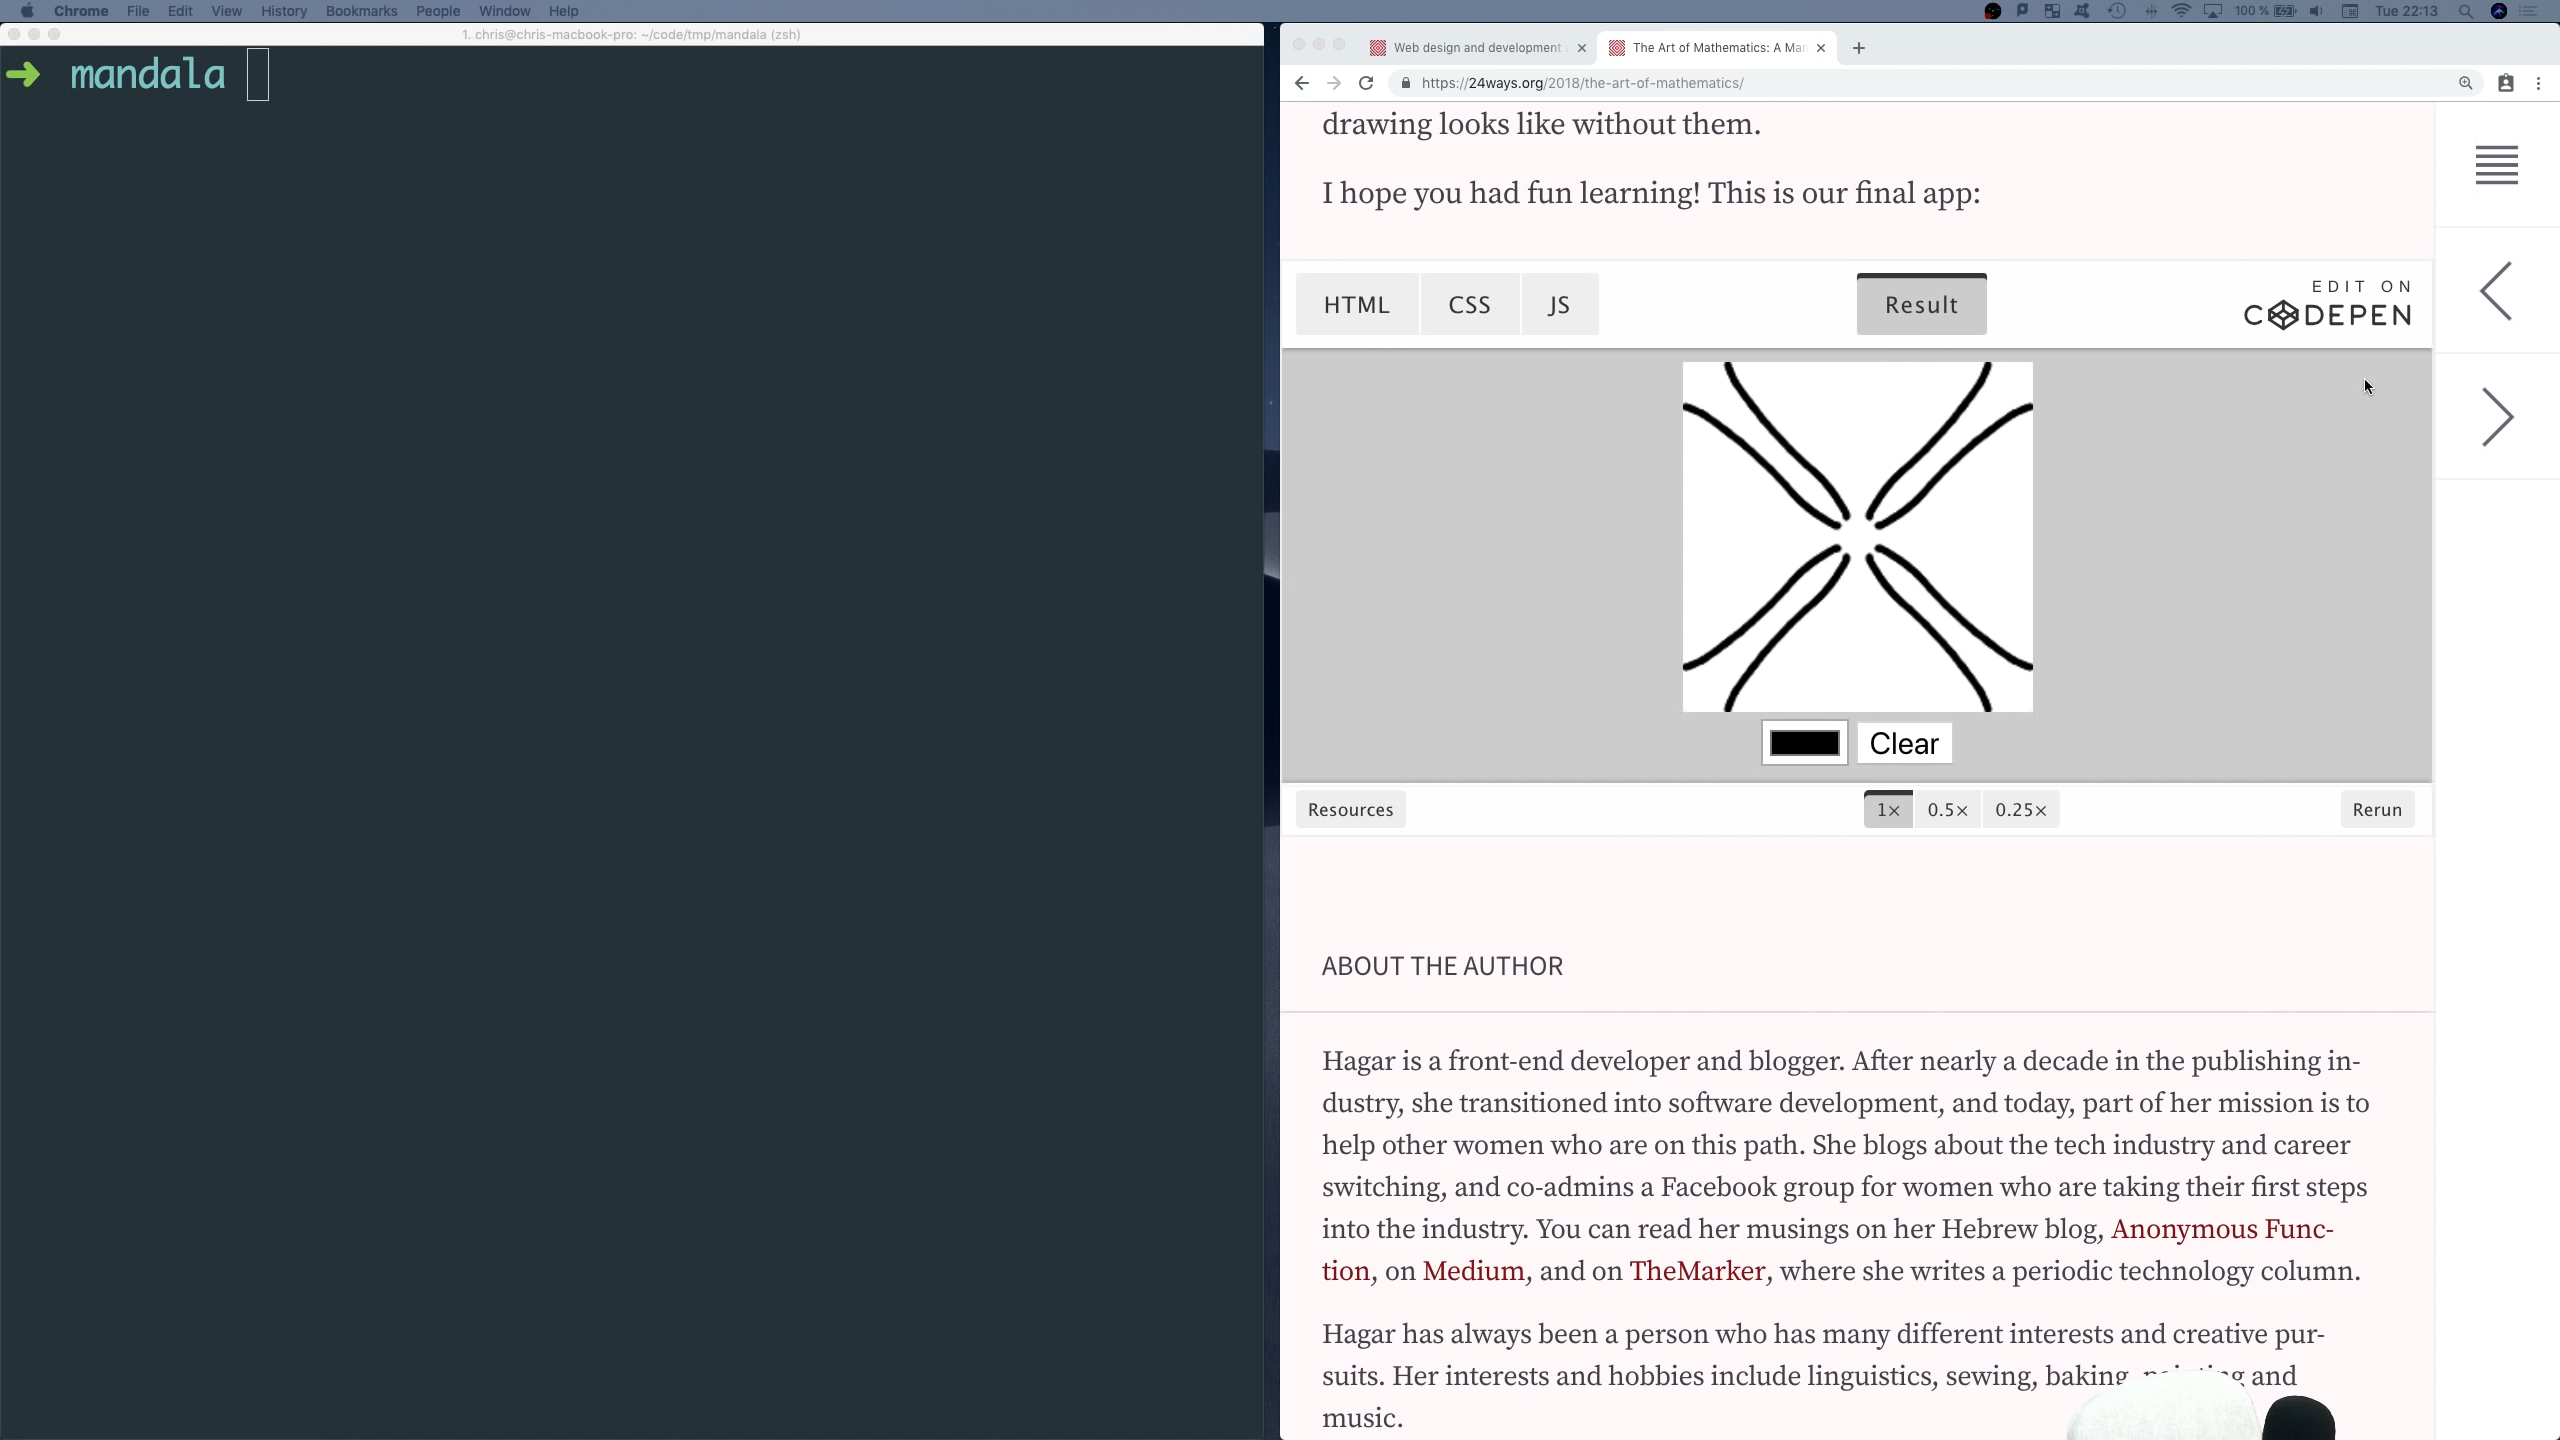 Chrome File Edit View History Bookmarks People Window Help
100 % Tue 22:13
1. chris@chris-macbook-pro: ~/code/tmp/mandala (zsh)
mandala
Web design and development
The Art of Mathematics: A Man
https://24ways.org/2018/the-art-of-mathematics/
drawing looks like without them.
I hope you had fun learning! This is our final app:
HTML CSS JS Result
EDIT ON
CODEPEN
Clear
Resources 1× 0.5× 0.25× Rerun
ABOUT THE AUTHOR
Hagar is a front-end developer and blogger. After nearly a decade in the publishing in-
dustry, she transitioned into software development, and today, part of her mission is to
help other women who are on this path. She blogs about the tech industry and career
switching, and co-admins a Facebook group for women who are taking their first steps
into the industry. You can read her musings on her Hebrew blog, Anonymous Func-
tion, on Medium, and on TheMarker, where she writes a periodic technology column.
Hagar has always been a person who has many different interests and creative pur-
suits. Her interests and hobbies include linguistics, sewing, baking, painting and
music.